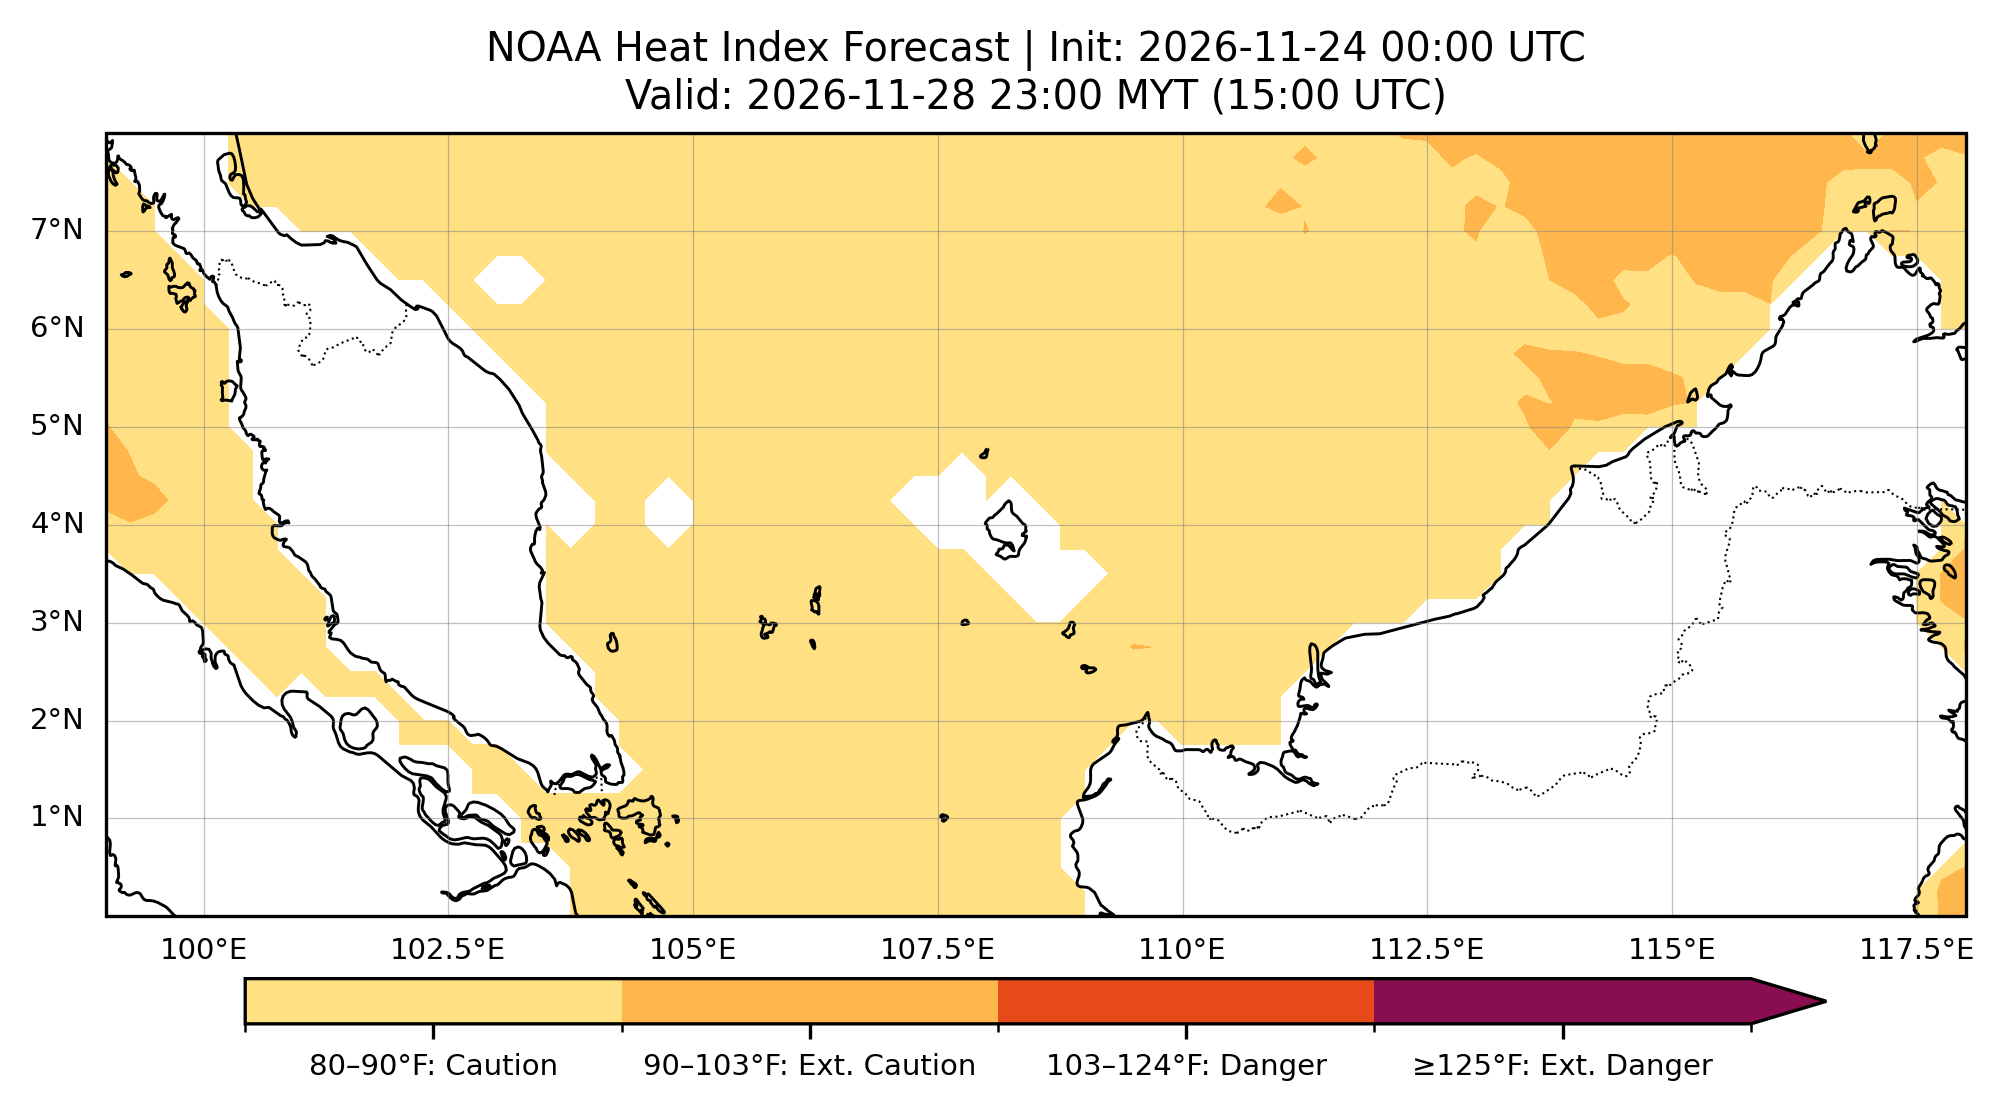 NOAA Heat Index Forecast | Init: 2026-11-24 00:00 UTC
Valid: 2026-11-28 23:00 MYT (15:00 UTC)
7°N
6°N
5°N
4°N
3°N
2°N
1°N
100°E 102.5°E 105°E 107.5°E 110°E 112.5°E 115°E 117.5°E
80–90°F: Caution 90–103°F: Ext. Caution 103–124°F: Danger ≥125°F: Ext. Danger